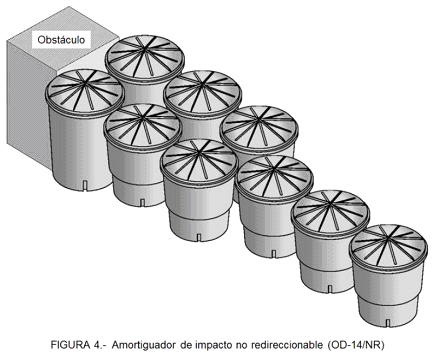 Obstáculo
FIGURA 4.- Amortiguador de impacto no redireccionable (OD-14/NR)